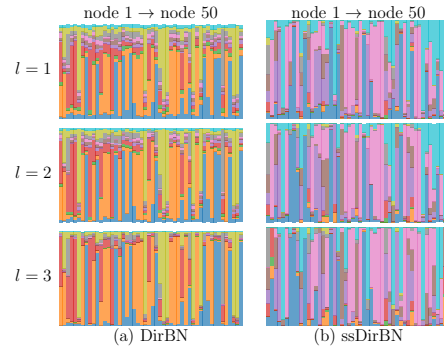 node 1 → node 50 node 1 → node 50
l = 1
l = 2
l = 3
(a) DirBN (b) ssDirBN